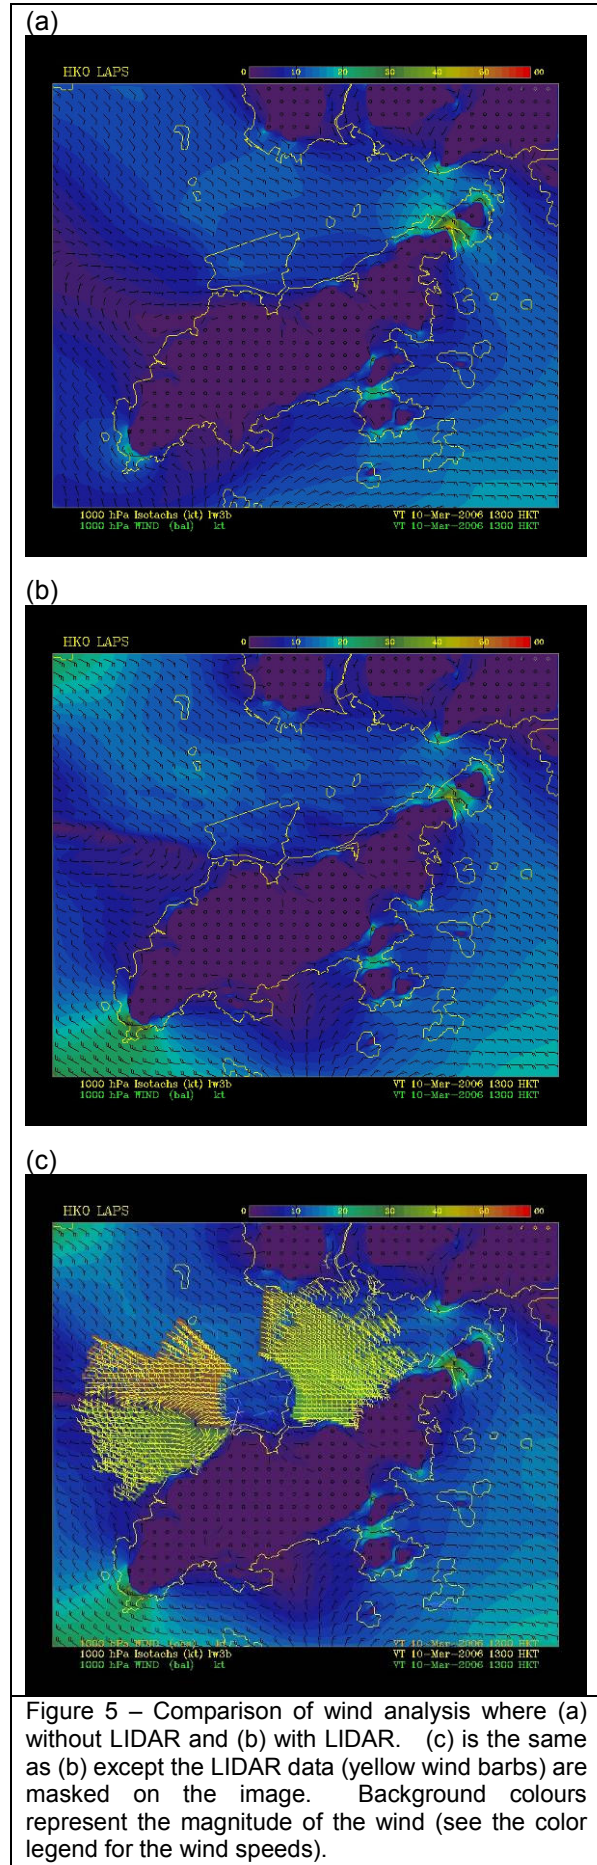 (a)
HKO LAPS
0 10 20 30 40 50 60
1000 hPa Isotachs (kt) lw3b VT 10-Mar-2006 1300 HKT
1000 hPa WIND (bal) kt VT 10-Mar-2006 1300 HKT
(b)
HKO LAPS
0 10 20 30 40 50 60
1000 hPa Isotachs (kt) lw3b VT 10-Mar-2006 1300 HKT
1000 hPa WIND (bal) kt VT 10-Mar-2006 1300 HKT
(c)
HKO LAPS
0 10 20 30 40 50 60
1000 hPa WIND (obs) kt VT 10-Mar-2006 1300 HKT
1000 hPa Isotachs (kt) lw3b VT 10-Mar-2006 1300 HKT
1000 hPa WIND (bal) kt VT 10-Mar-2006 1300 HKT
Figure 5 – Comparison of wind analysis where (a)
without LIDAR and (b) with LIDAR. (c) is the same
as (b) except the LIDAR data (yellow wind barbs) are
masked on the image. Background colours
represent the magnitude of the wind (see the color
legend for the wind speeds).